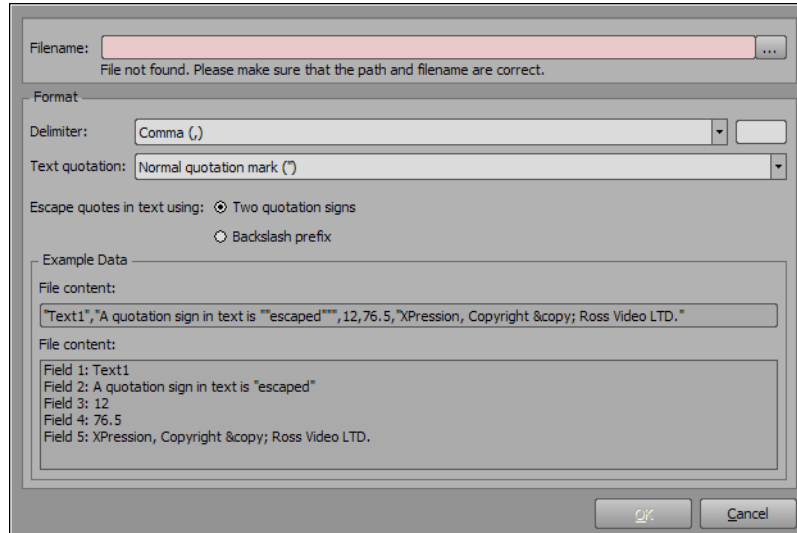 Filename:
...
File not found. Please make sure that the path and filename are correct.
Format
Delimiter: Comma (,)
Text quotation: Normal quotation mark (")
Escape quotes in text using: Two quotation signs
Backslash prefix
Example Data
File content:
"Text1","A quotation sign in text is ""escaped""",12,76.5,"XPression, Copyright &copy; Ross Video LTD."
File content:
Field 1: Text1
Field 2: A quotation sign in text is "escaped"
Field 3: 12
Field 4: 76.5
Field 5: XPression, Copyright &copy; Ross Video LTD.
OK Cancel